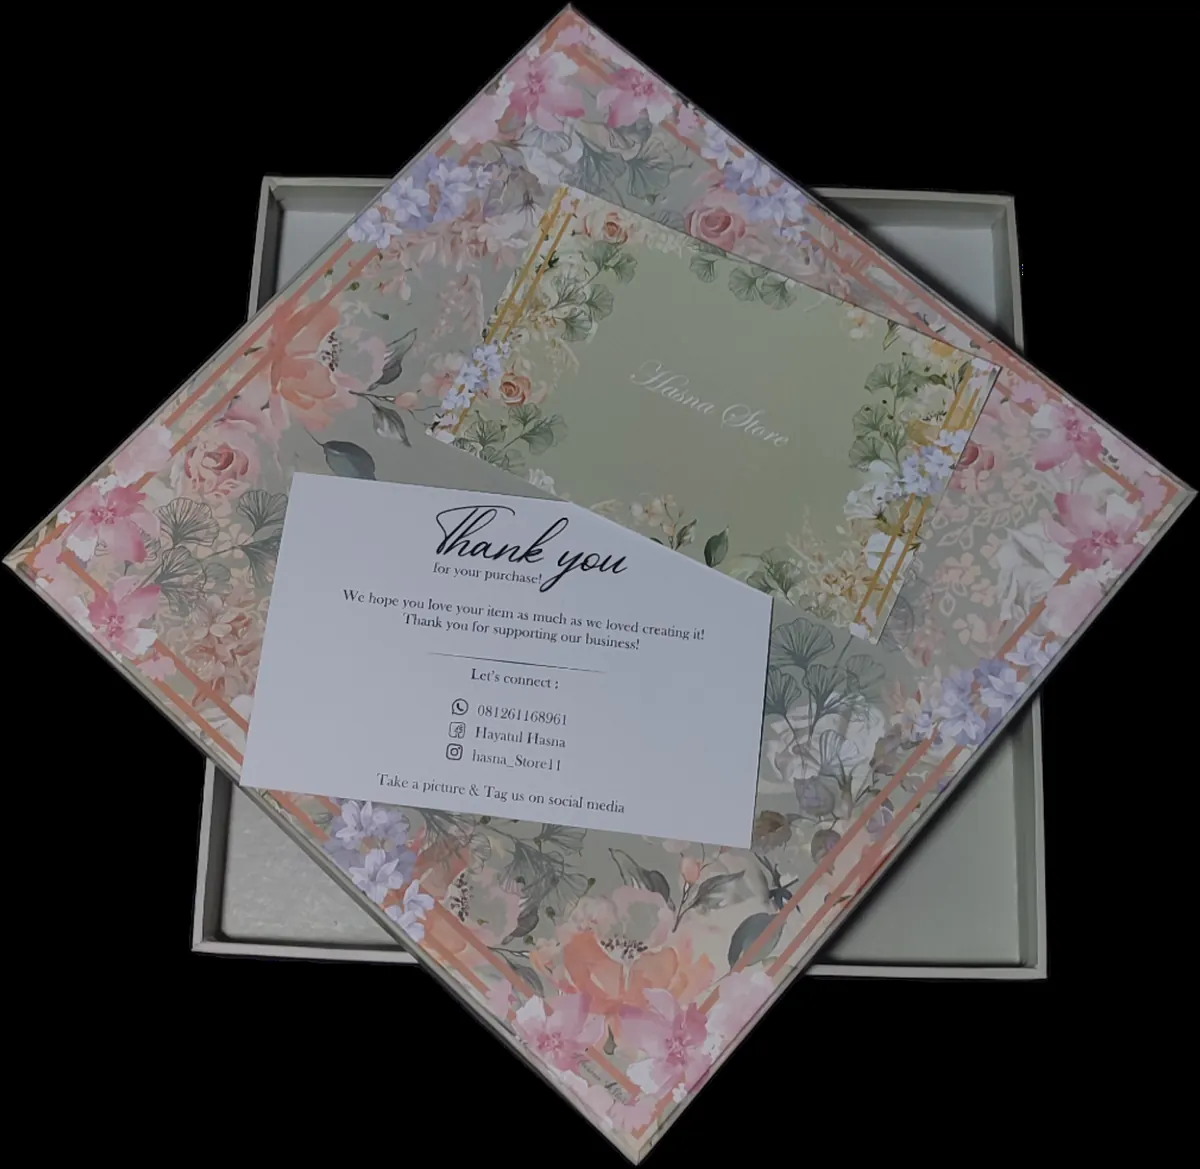 Hasna Store
Thank you
for your purchase!
We hope you love your item as much as we loved creating it!
Thank you for supporting our business!
Let's connect :
081261168961
Hayatul Hasna
hasna_Store11
Take a picture & Tag us on social media